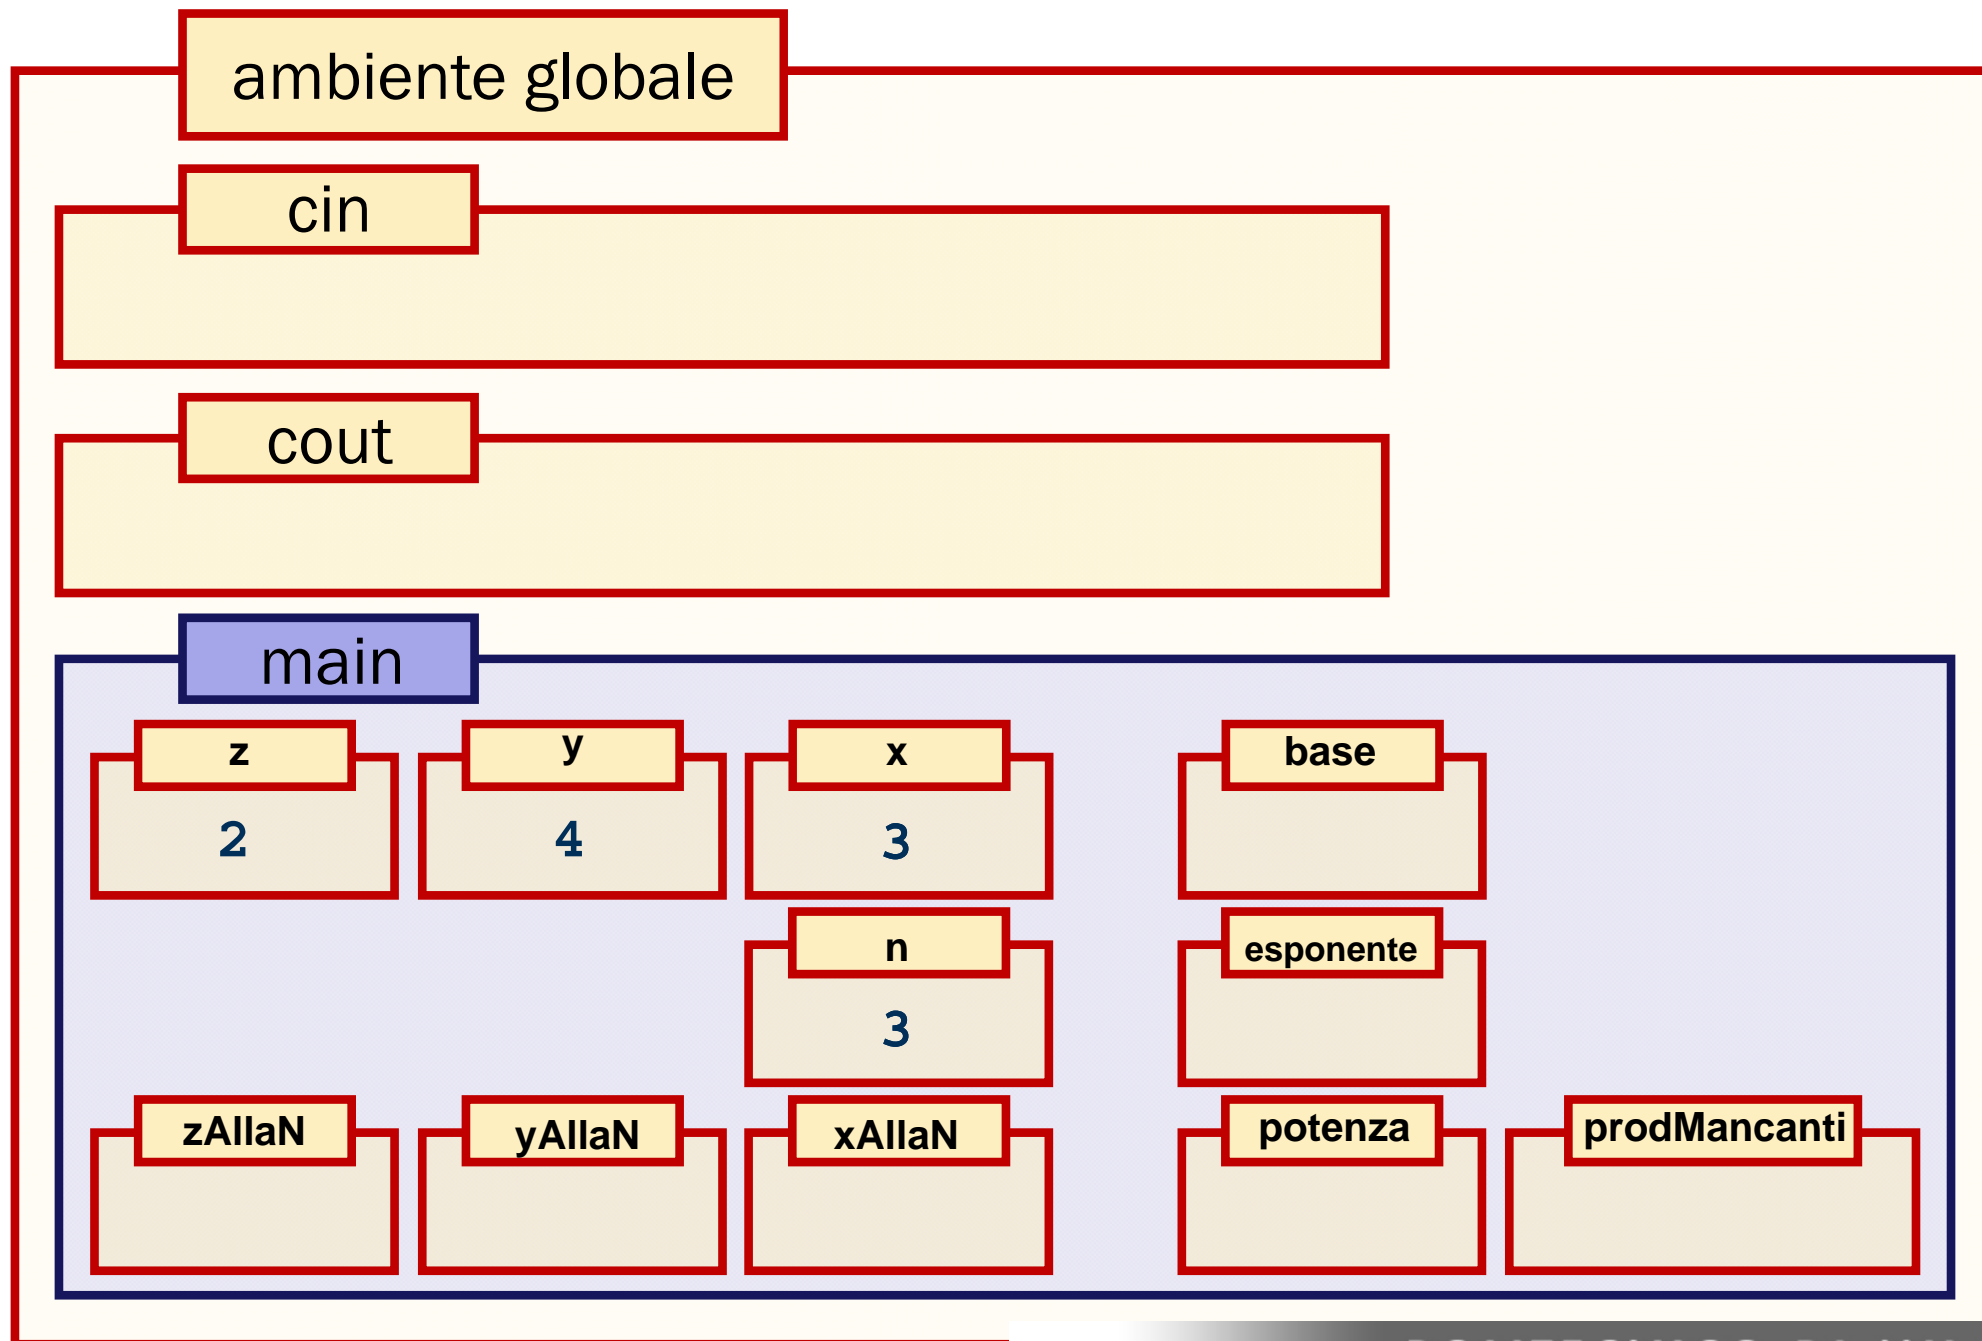 ambiente globale
cin
cout
main
z y x base
2 4 3
n esponente
3
zAllaN yAllaN xAllaN potenza prodMancanti